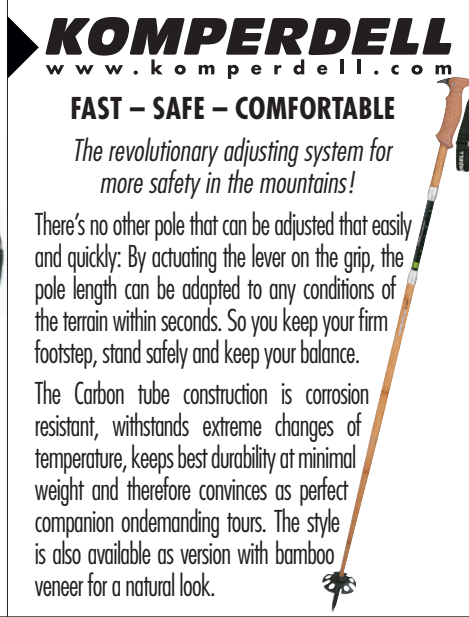 KOMPERDELL
www.komperdell.com
FAST – SAFE – COMFORTABLE
The revolutionary adjusting system for
more safety in the mountains!
There's no other pole that can be adjusted that easily
and quickly: By actuating the lever on the grip, the
pole length can be adapted to any conditions of
the terrain within seconds. So you keep your firm
footstep, stand safely and keep your balance.
The Carbon tube construction is corrosion
resistant, withstands extreme changes of
temperature, keeps best durability at minimal
weight and therefore convinces as perfect
companion ondemanding tours. The style
is also available as version with bamboo
veneer for a natural look.